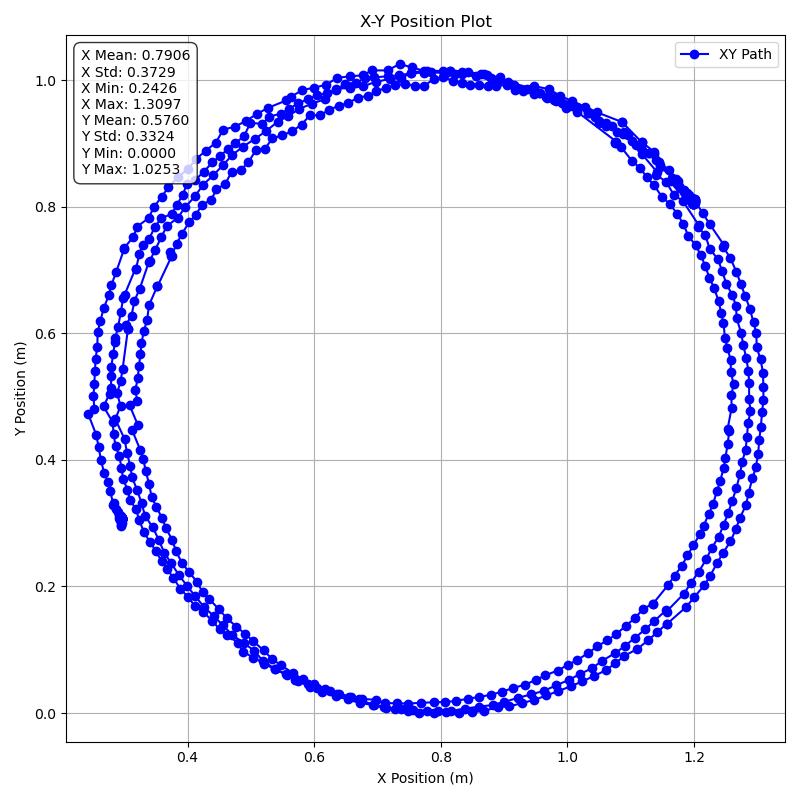 X-Y Position Plot
X Mean: 0.7906
X Std: 0.3729
X Min: 0.2426
X Max: 1.3097
Y Mean: 0.5760
Y Std: 0.3324
Y Min: 0.0000
Y Max: 1.0253
XY Path
1.0
0.8
0.6
0.4
0.2
0.0
Y Position (m)
0.4 0.6 0.8 1.0 1.2
X Position (m)